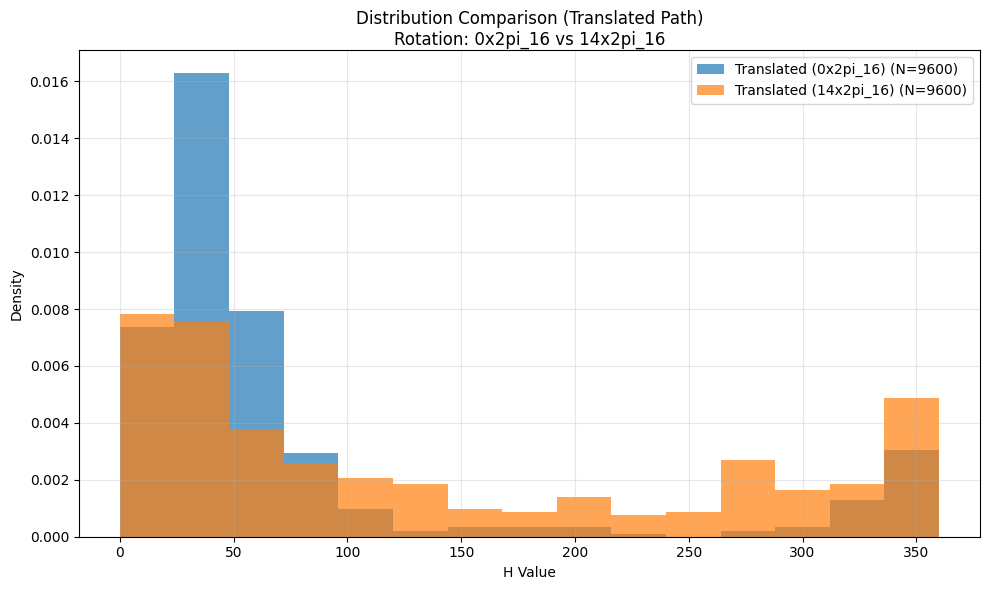 Distribution Comparison (Translated Path)
Rotation: 0x2pi_16 vs 14x2pi_16
Translated (0x2pi_16) (N=9600)
Translated (14x2pi_16) (N=9600)
Density
0.016
0.014
0.012
0.010
0.008
0.006
0.004
0.002
0.000
0 50 100 150 200 250 300 350
H Value